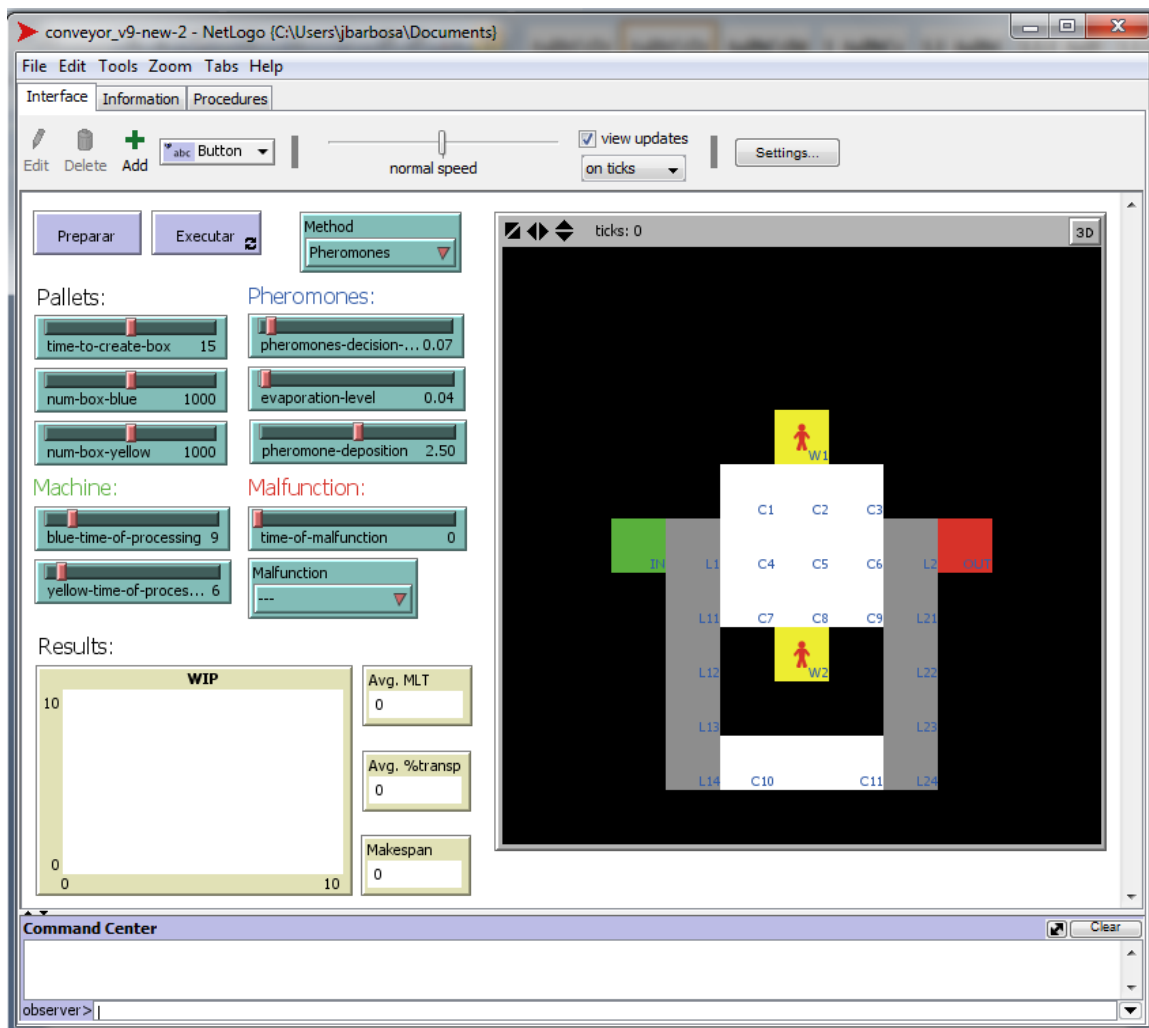 conveyor_v9-new-2 - NetLogo {C:\Users\jbarbosa\Documents}
File Edit Tools Zoom Tabs Help
Interface Information Procedures
Edit Delete Add abc Button normal speed view updates on ticks Settings...
Preparar Executar
Method
Pheromones
Pallets:
time-to-create-box 15
num-box-blue 1000
num-box-yellow 1000
Pheromones:
pheromones-decision-... 0.07
evaporation-level 0.04
pheromone-deposition 2.50
Machine:
blue-time-of-processing 9
yellow-time-of-proces... 6
Malfunction:
time-of-malfunction 0
Malfunction
---
Results:
WIP
10
0
0 10
Avg. MLT
0
Avg. %transp
0
Makespan
0
ticks: 0 3D
W1
C1 C2 C3
IN L1 C4 C5 C6 L2 OUT
L11 C7 C8 C9 L21
L12 W2 L22
L13 L23
L14 C10 C11 L24
Command Center Clear
observer>